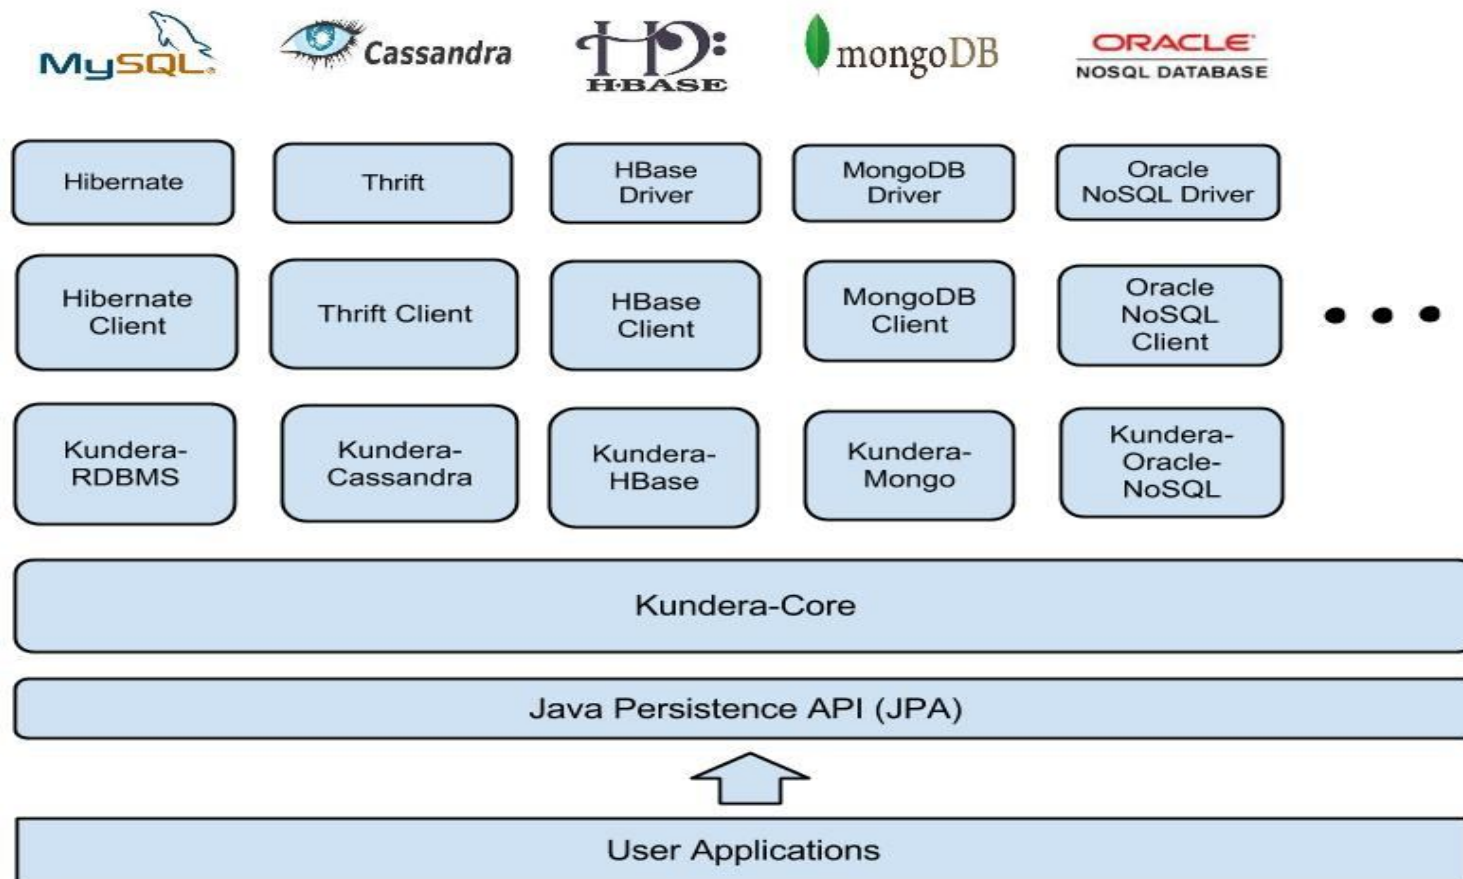 MySQL
Cassandra
HBASE
mongoDB
ORACLE
NOSQL DATABASE
Hibernate
Thrift
HBase
Driver
MongoDB
Driver
Oracle
NoSQL Driver
Hibernate
Client
Thrift Client
HBase
Client
MongoDB
Client
Oracle
NoSQL
Client
Kundera-
RDBMS
Kundera-
Cassandra
Kundera-
HBase
Kundera-
Mongo
Kundera-
Oracle-
NoSQL
Kundera-Core
Java Persistence API (JPA)
User Applications